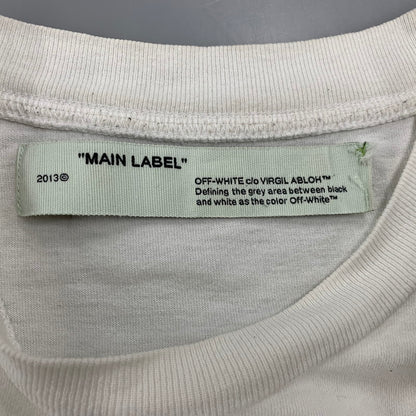 "MAIN LABEL"
2013©
OFF-WHITE c/o VIRGIL ABLOH™
Defining the grey area between black
and white as the color Off-White™